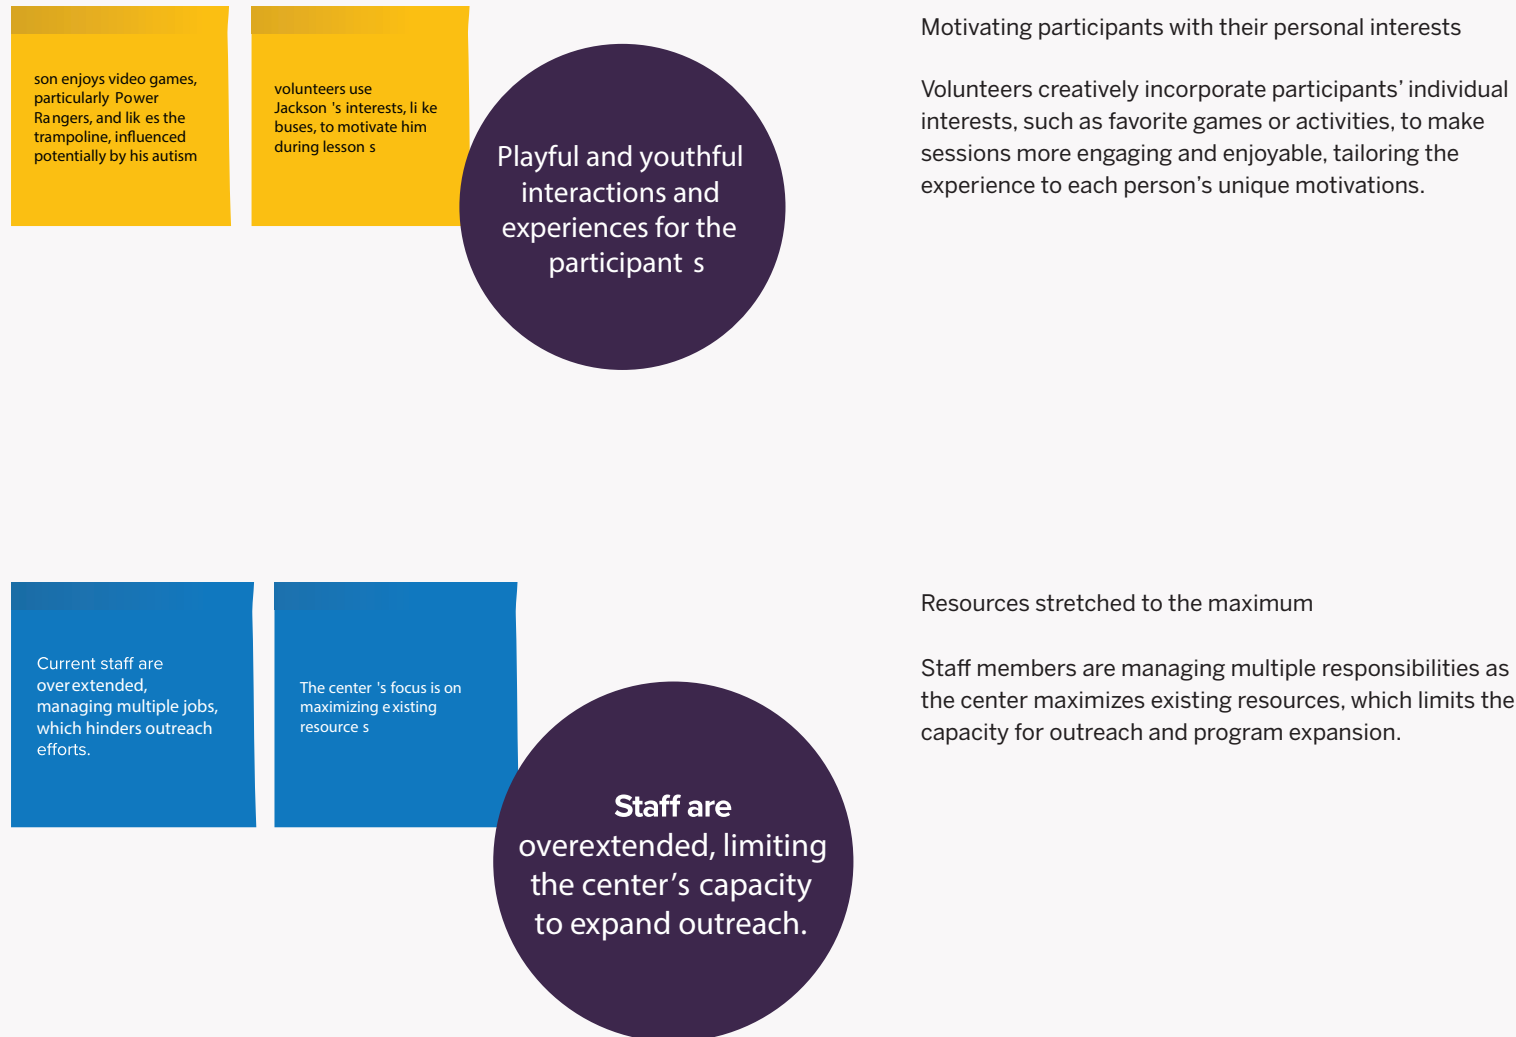 son enjoys video games,
particularly Power
Rangers, and lik es the
trampoline, influenced
potentially by his autism
volunteers use
Jackson 's interests, li ke
buses, to motivate him
during lesson s
Playful and youthful
interactions and
experiences for the
participant s
Motivating participants with their personal interests
Volunteers creatively incorporate participants’ individual
interests, such as favorite games or activities, to make
sessions more engaging and enjoyable, tailoring the
experience to each person’s unique motivations.
Current staff are
overextended,
managing multiple jobs,
which hinders outreach
efforts.
The center 's focus is on
maximizing existing
resource s
Staff are
overextended, limiting
the center’s capacity
to expand outreach.
Resources stretched to the maximum
Staff members are managing multiple responsibilities as
the center maximizes existing resources, which limits the
capacity for outreach and program expansion.